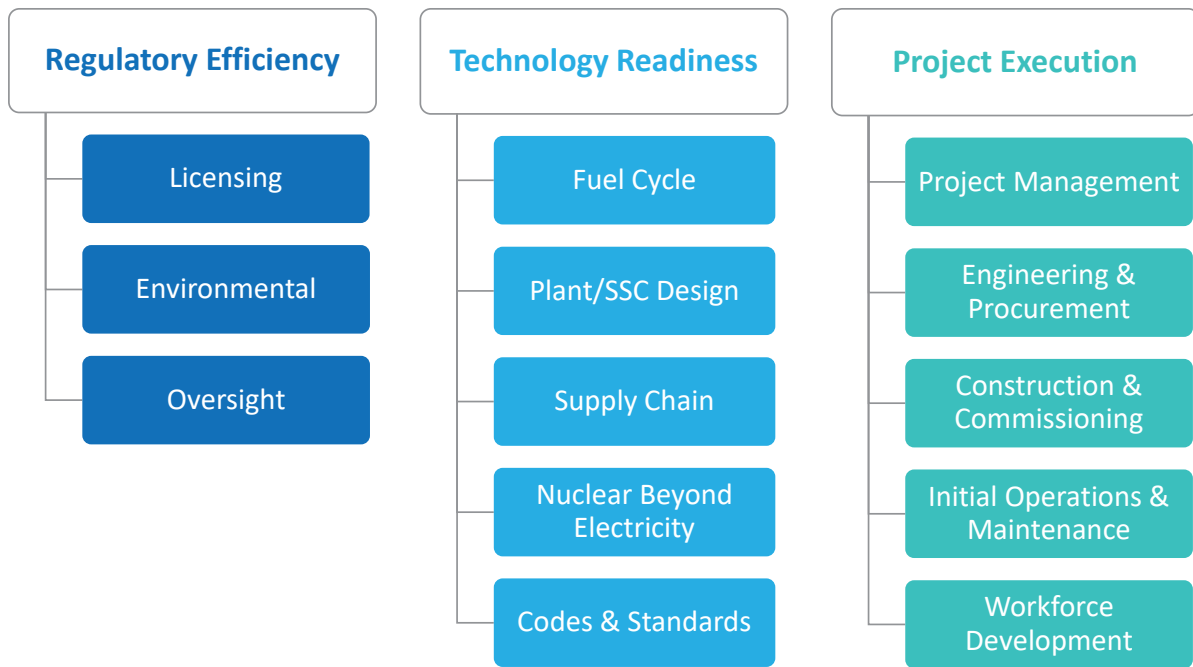 Regulatory Efficiency
Licensing
Environmental
Oversight
Technology Readiness
Fuel Cycle
Plant/SSC Design
Supply Chain
Nuclear Beyond
Electricity
Codes & Standards
Project Execution
Project Management
Engineering &
Procurement
Construction &
Commissioning
Initial Operations &
Maintenance
Workforce
Development